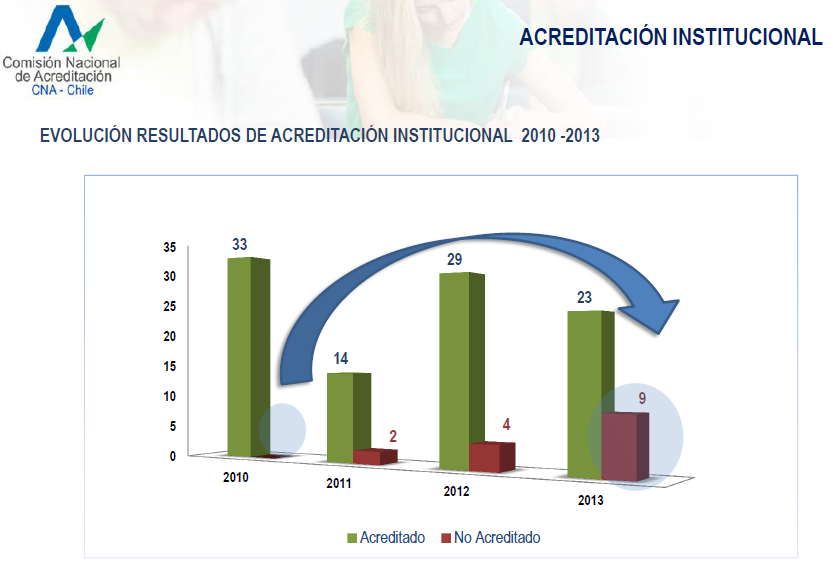 ACREDITACIÓN INSTITUCIONAL
Comisión Nacional
de Acreditación
CNA - Chile
EVOLUCIÓN RESULTADOS DE ACREDITACIÓN INSTITUCIONAL 2010 -2013
35
30
25
20
15
10
5
0
33
14
2
29
4
23
9
2010
2011
2012
2013
Acreditado
No Acreditado